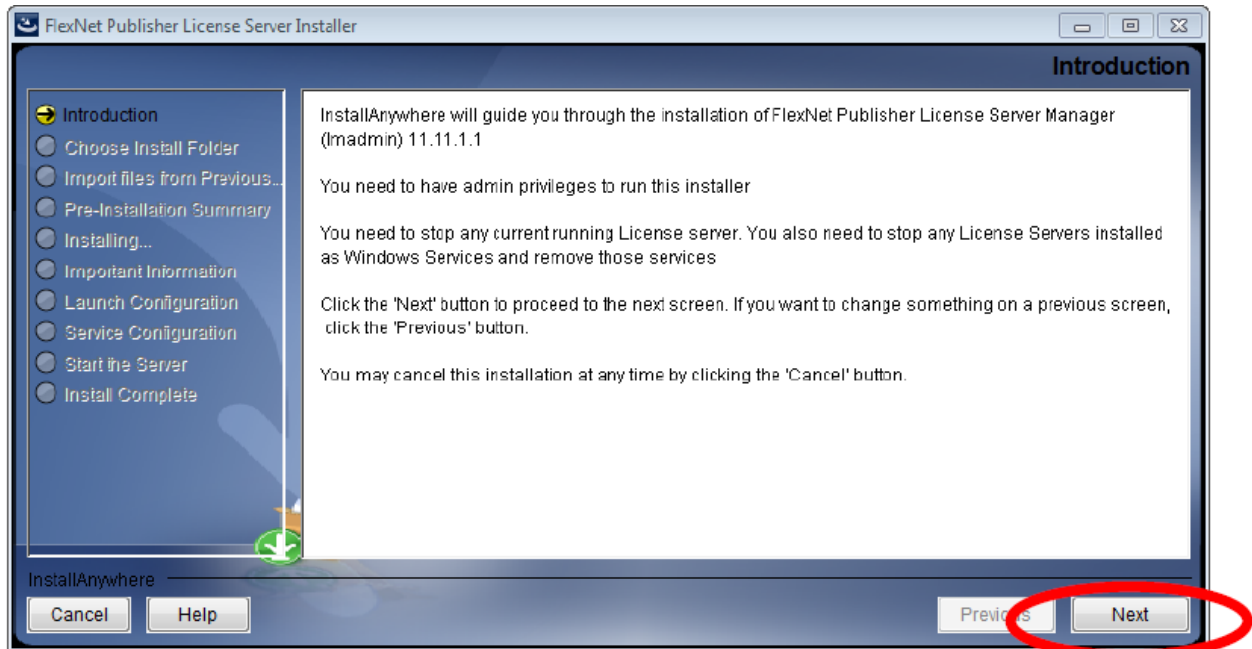 FlexNet Publisher License Server Installer
Introduction
Introduction
Choose Install Folder
Import files from Previous...
Pre-Installation Summary
Installing...
Important Information
Launch Configuration
Service Configuration
Start the Server
Install Complete
InstallAnywhere will guide you through the installation of FlexNet Publisher License Server Manager
(lmadmin) 11.11.1.1
You need to have admin privileges to run this installer
You need to stop any current running License server. You also need to stop any License Servers installed
as Windows Services and remove those services
Click the 'Next' button to proceed to the next screen. If you want to change something on a previous screen,
click the 'Previous' button.
You may cancel this installation at any time by clicking the 'Cancel' button.
InstallAnywhere
Cancel
Help
Previous
Next